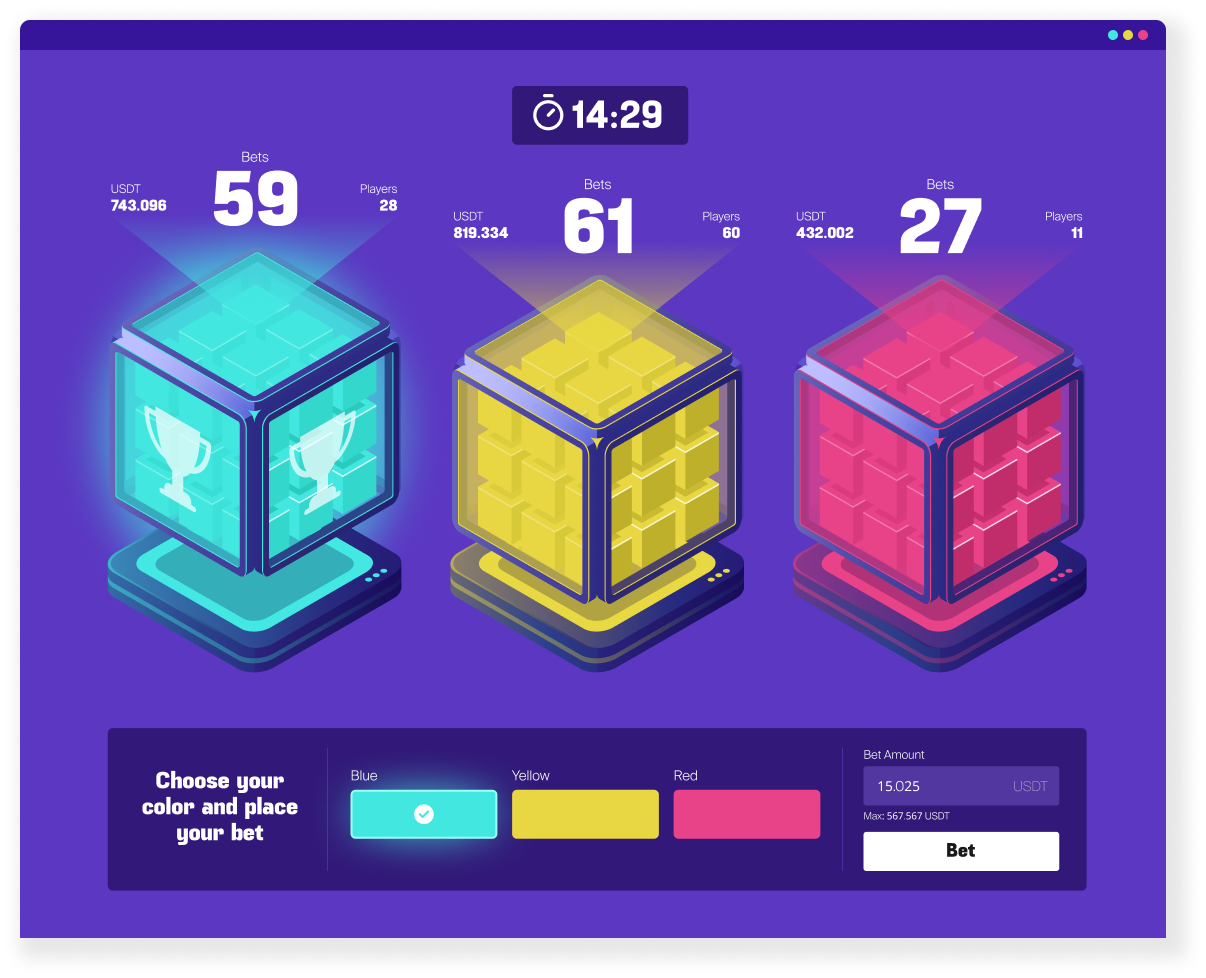 14:29
Bets
59
USDT
743.096
Players
28
Bets
61
USDT
819.334
Players
60
Bets
27
USDT
432.002
Players
11
Choose your
color and place
your bet
Blue
Yellow
Red
Bet Amount
15.025 USDT
Max: 567.567 USDT
Bet